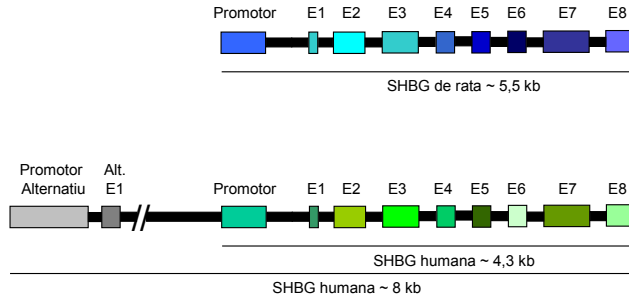 Promotor E1 E2 E3 E4 E5 E6 E7 E8
SHBG de rata ~ 5,5 kb
Promotor Alt.
Alternatiu E1 Promotor E1 E2 E3 E4 E5 E6 E7 E8
SHBG humana ~ 4,3 kb
SHBG humana ~ 8 kb